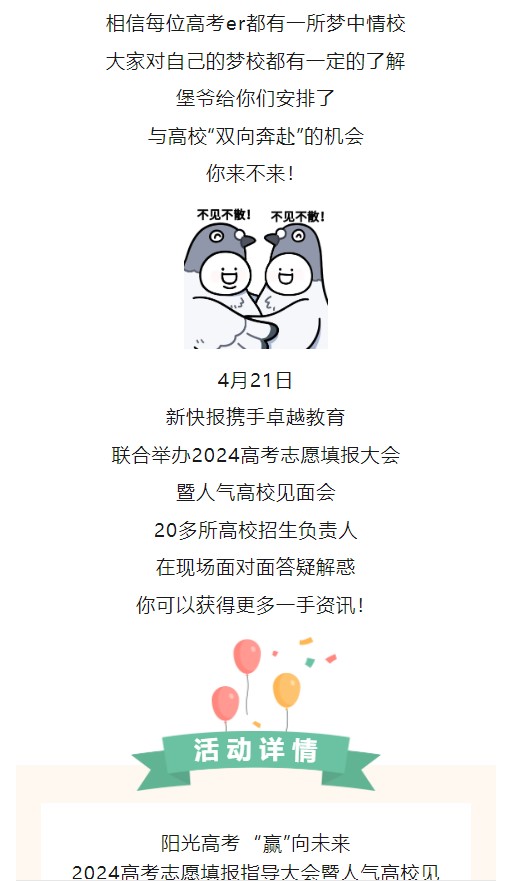 相信每位高考er都有一所梦中情校
大家对自己的梦校都有一定的了解
堡爷给你们安排了
与高校“双向奔赴”的机会
你来不来！
不见不散！ 不见不散！
4月21日
新快报携手卓越教育
联合举办2024高考志愿填报大会
暨人气高校见面会
20多所高校招生负责人
在现场面对面答疑解惑
你可以获得更多一手资讯！
活动详情
阳光高考 “赢”向未来
2024高考志愿填报指导大会暨人气高校见